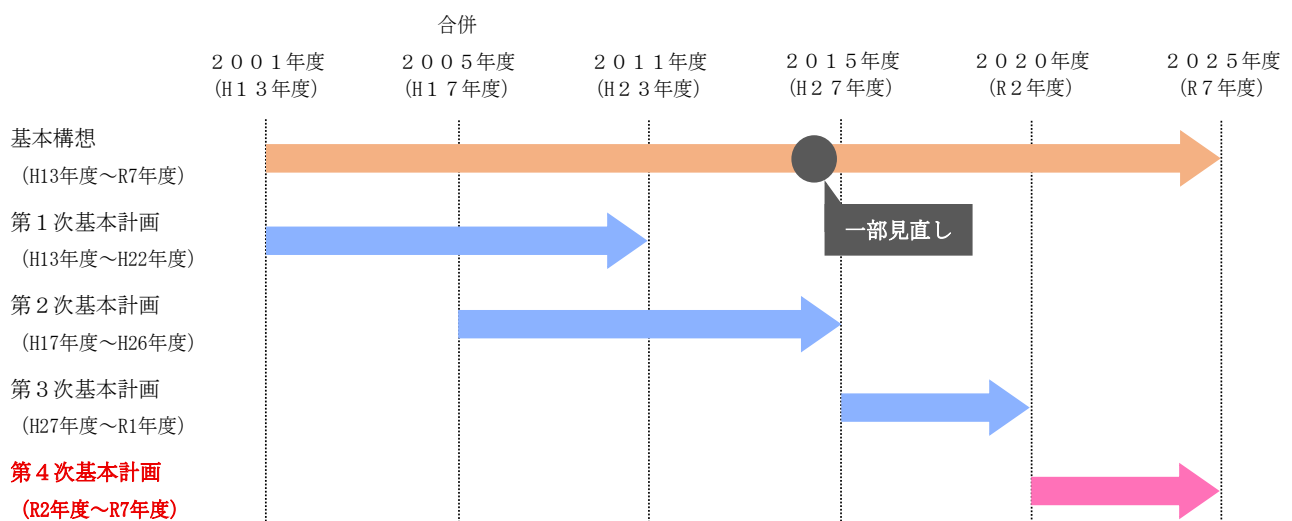 合併
２００１年度 ２００５年度 ２０１１年度 ２０１５年度 ２０２０年度 ２０２５年度
(H１３年度) (H１７年度) (H２３年度) (H２７年度) (R２年度) (R７年度)
基本構想
(H13年度～R7年度)
一部見直し
第１次基本計画
(H13年度～H22年度)
第２次基本計画
(H17年度～H26年度)
第３次基本計画
(H27年度～R1年度)
第４次基本計画
(R2年度～R7年度)